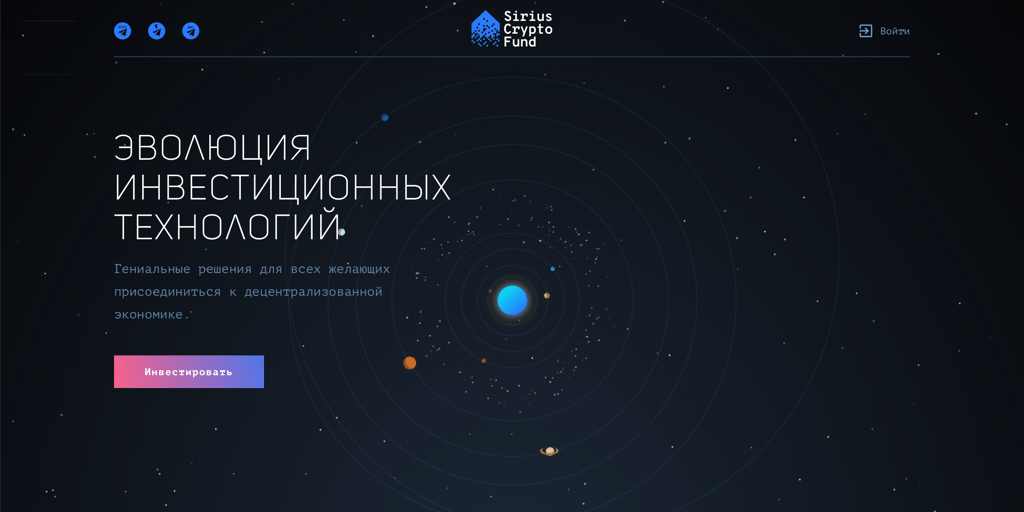 Sirius
Crypto
Fund
Войти
ЭВОЛЮЦИЯ
ИНВЕСТИЦИОННЫХ
ТЕХНОЛОГИЙ
Гениальные решения для всех желающих
присоединиться к децентрализованной
экономике.
Инвестировать